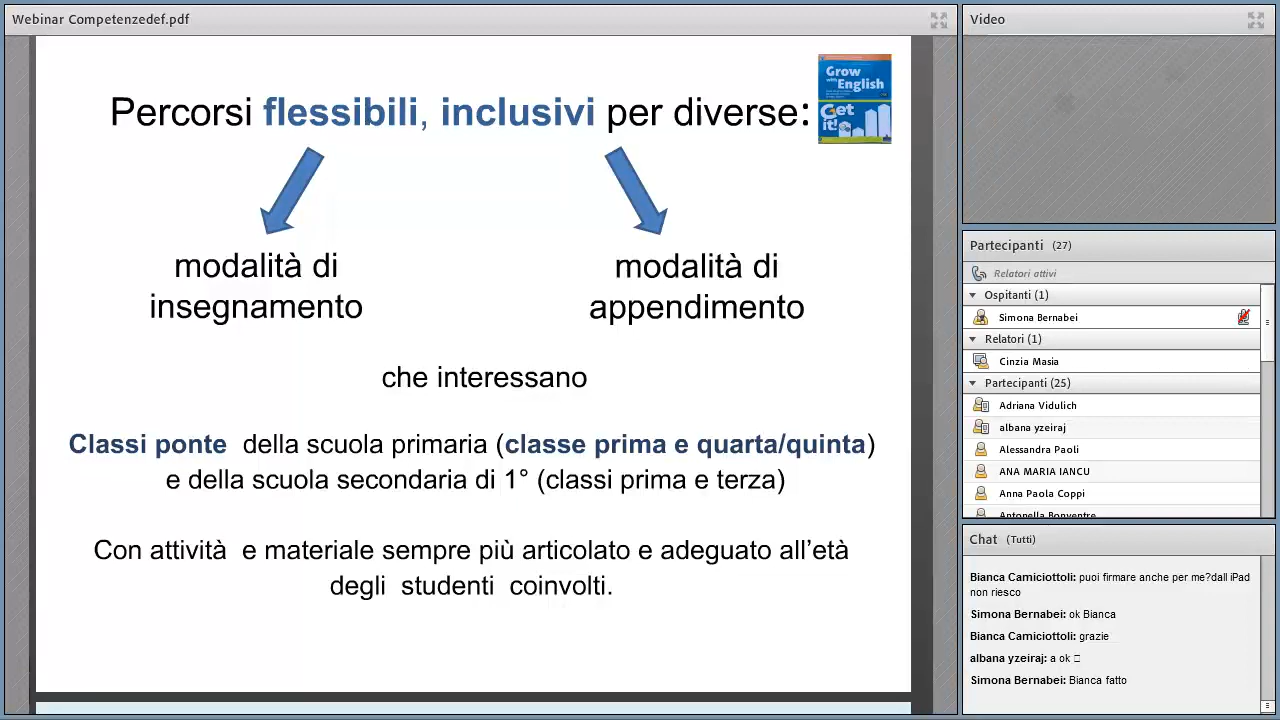 Webinar Competenzedef.pdf
Percorsi flessibili, inclusivi per diverse:
Grow
with English
Get
it!
modalità di
insegnamento
modalità di
appendimento
che interessano
Classi ponte della scuola primaria (classe prima e quarta/quinta)
e della scuola secondaria di 1° (classi prima e terza)
Con attività e materiale sempre più articolato e adeguato all’età
degli studenti coinvolti.
Video
Partecipanti (27)
Relatori attivi
Ospitanti (1)
Simona Bernabei
Relatori (1)
Cinzia Masia
Partecipanti (25)
Adriana Vidulich
albana yzeiraj
Alessandra Paoli
ANA MARIA IANCU
Anna Paola Coppi
Antonella Bonventre
Chat (Tutti)
Bianca Camiciottoli: puoi firmare anche per me?dall iPad
non riesco
Simona Bernabei: ok Bianca
Bianca Camiciottoli: grazie
albana yzeiraj: a ok
Simona Bernabei: Bianca fatto